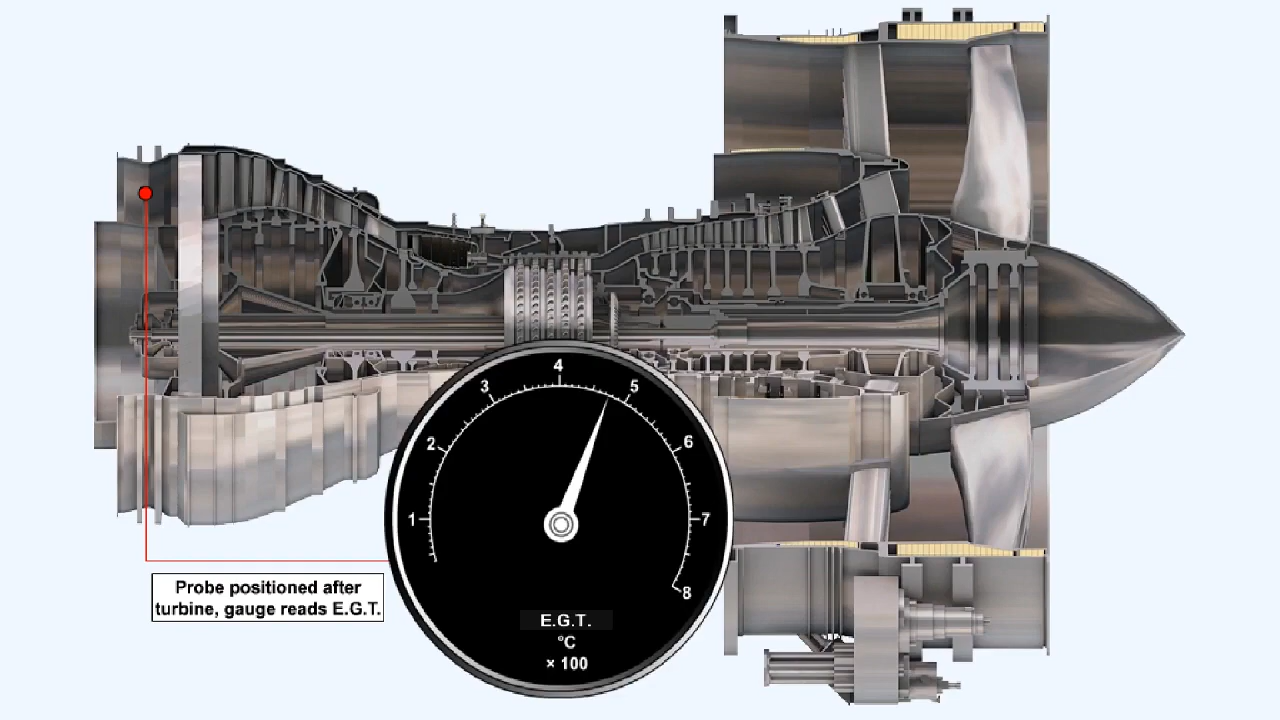 1
2
3
4
5
6
7
8
E.G.T.
°C
× 100
Probe positioned after
turbine, gauge reads E.G.T.